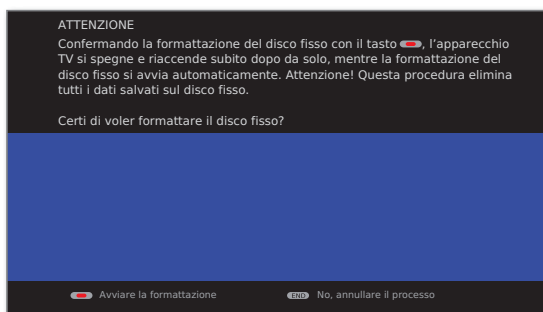 ATTENZIONE
Confermando la formattazione del disco fisso con il tasto , l'apparecchio
TV si spegne e riaccende subito dopo da solo, mentre la formattazione del
disco fisso si avvia automaticamente. Attenzione! Questa procedura elimina
tutti i dati salvati sul disco fisso.
Certi di voler formattare il disco fisso?
Avviare la formattazione
END No, annullare il processo